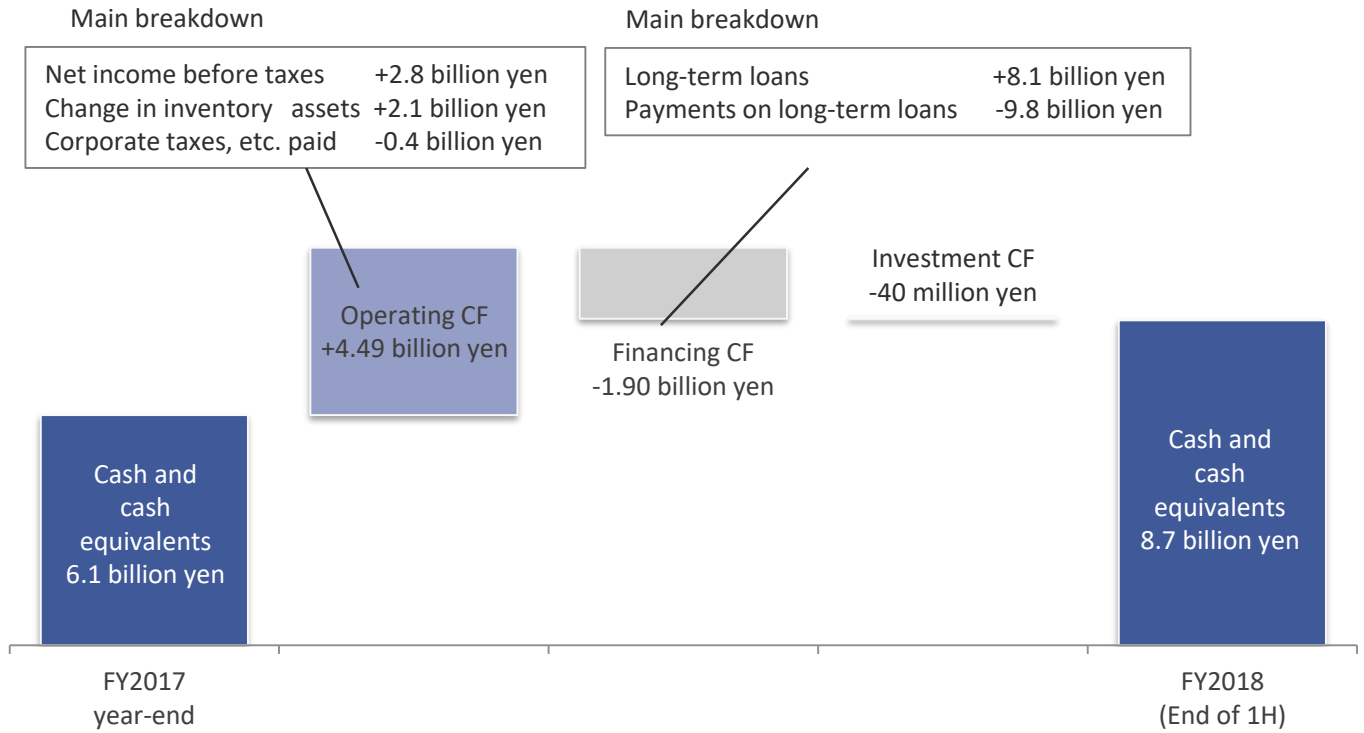 Main breakdown
Net income before taxes +2.8 billion yen
Change in inventory assets +2.1 billion yen
Corporate taxes, etc. paid -0.4 billion yen
Main breakdown
Long-term loans +8.1 billion yen
Payments on long-term loans -9.8 billion yen
Operating CF
+4.49 billion yen
Financing CF
-1.90 billion yen
Investment CF
-40 million yen
Cash and
cash
equivalents
6.1 billion yen
Cash and
cash
equivalents
8.7 billion yen
FY2017
year-end
FY2018
(End of 1H)